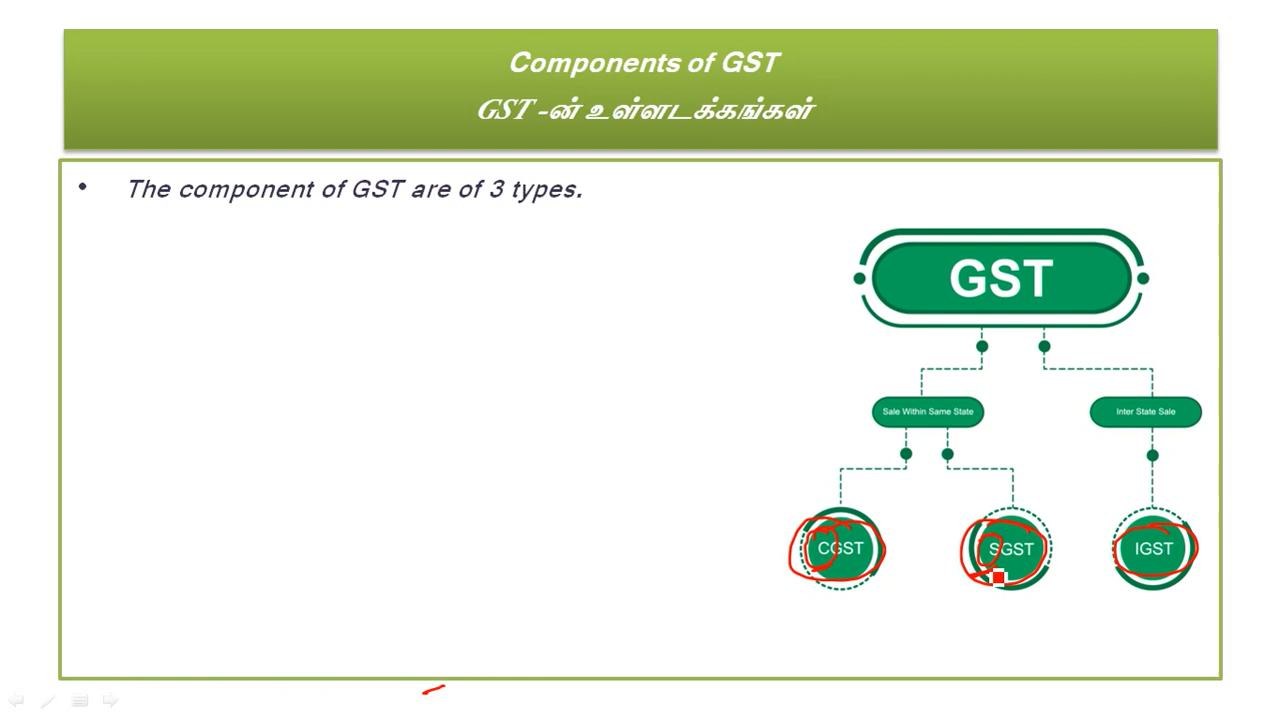 Components of GST
GST -ன் உள்ளடக்கங்கள்
• The component of GST are of 3 types.
GST
Sale Within Same State
Inter State Sale
CGST
SGST
IGST